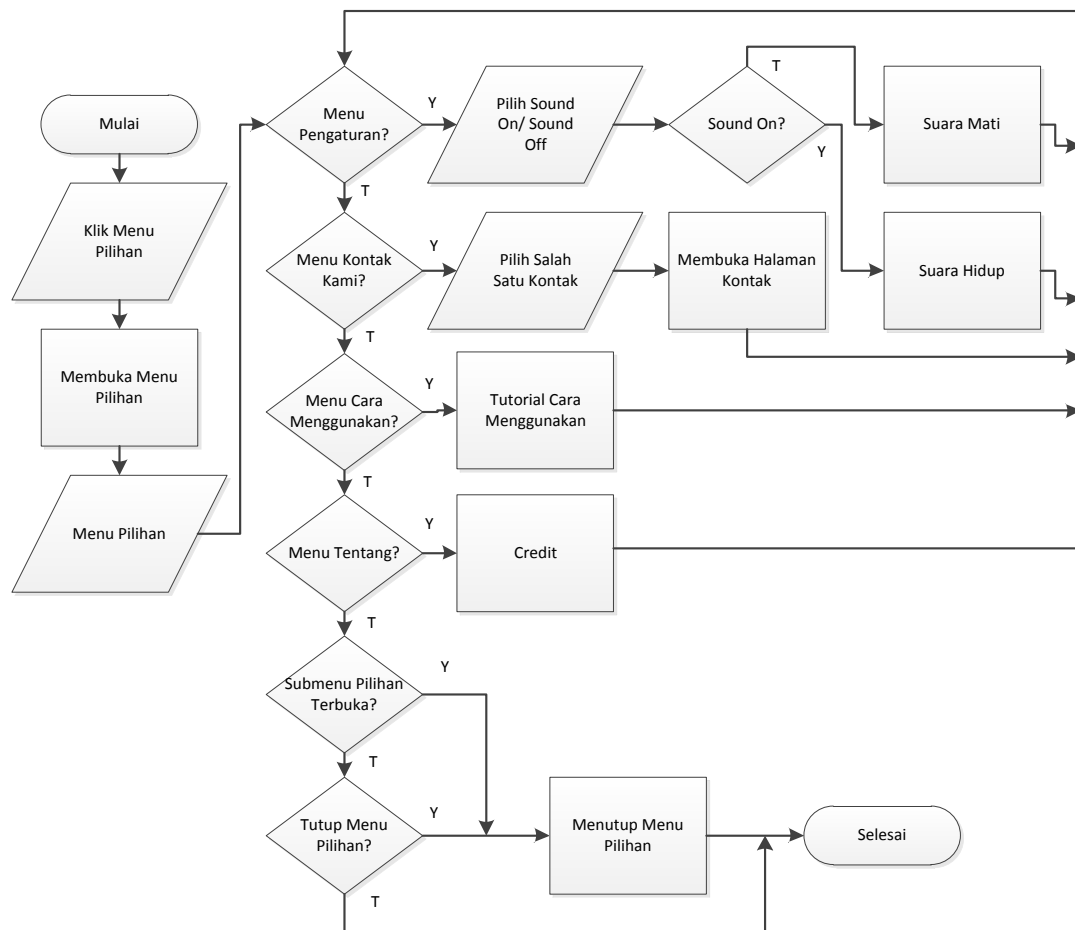 Mulai
Klik Menu
Pilihan
Membuka Menu
Pilihan
Menu Pilihan
Menu
Pengaturan?
Y
T
Pilih Sound
On/ Sound
Off
Sound On?
T
Y
Suara Mati
Suara Hidup
Menu Kontak
Kami?
Y
T
Pilih Salah
Satu Kontak
Membuka Halaman
Kontak
Menu Cara
Menggunakan?
Y
T
Tutorial Cara
Menggunakan
Menu Tentang?
Y
T
Credit
Submenu Pilihan
Terbuka?
Y
T
Tutup Menu
Pilihan?
Y
T
Menutup Menu
Pilihan
Selesai